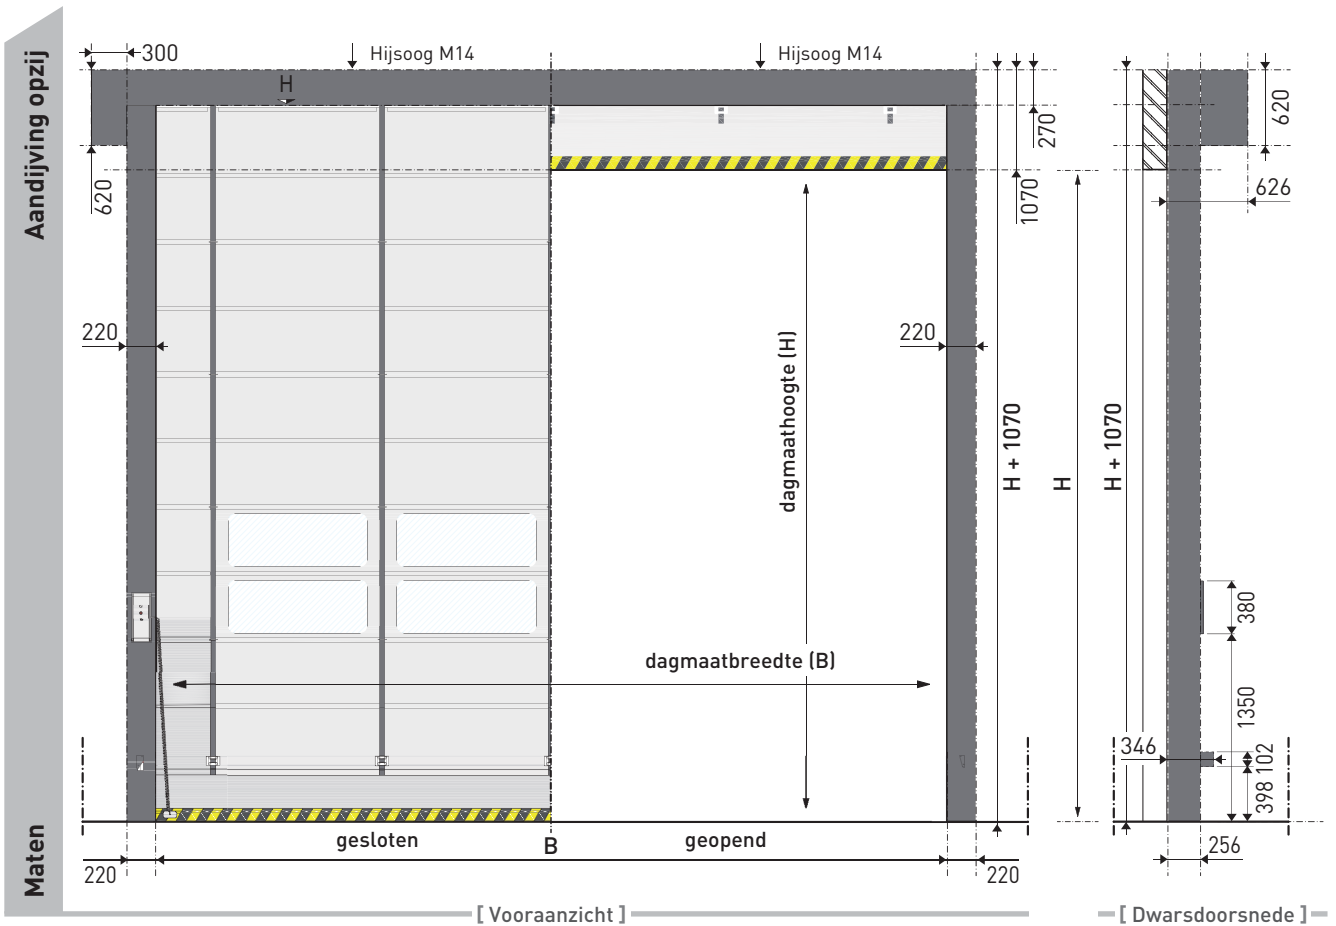 Aandijving opzij
Maten
300
Hijsoog M14
Hijsoog M14
H
620
270
1070
620
626
220
220
dagmaathoogte (H)
H + 1070
H
H + 1070
dagmaatbreedte (B)
380
1350
346
102
398
gesloten
B
geopend
256
220
220
[ Vooraanzicht ]
[ Dwarsdoorsnede ]